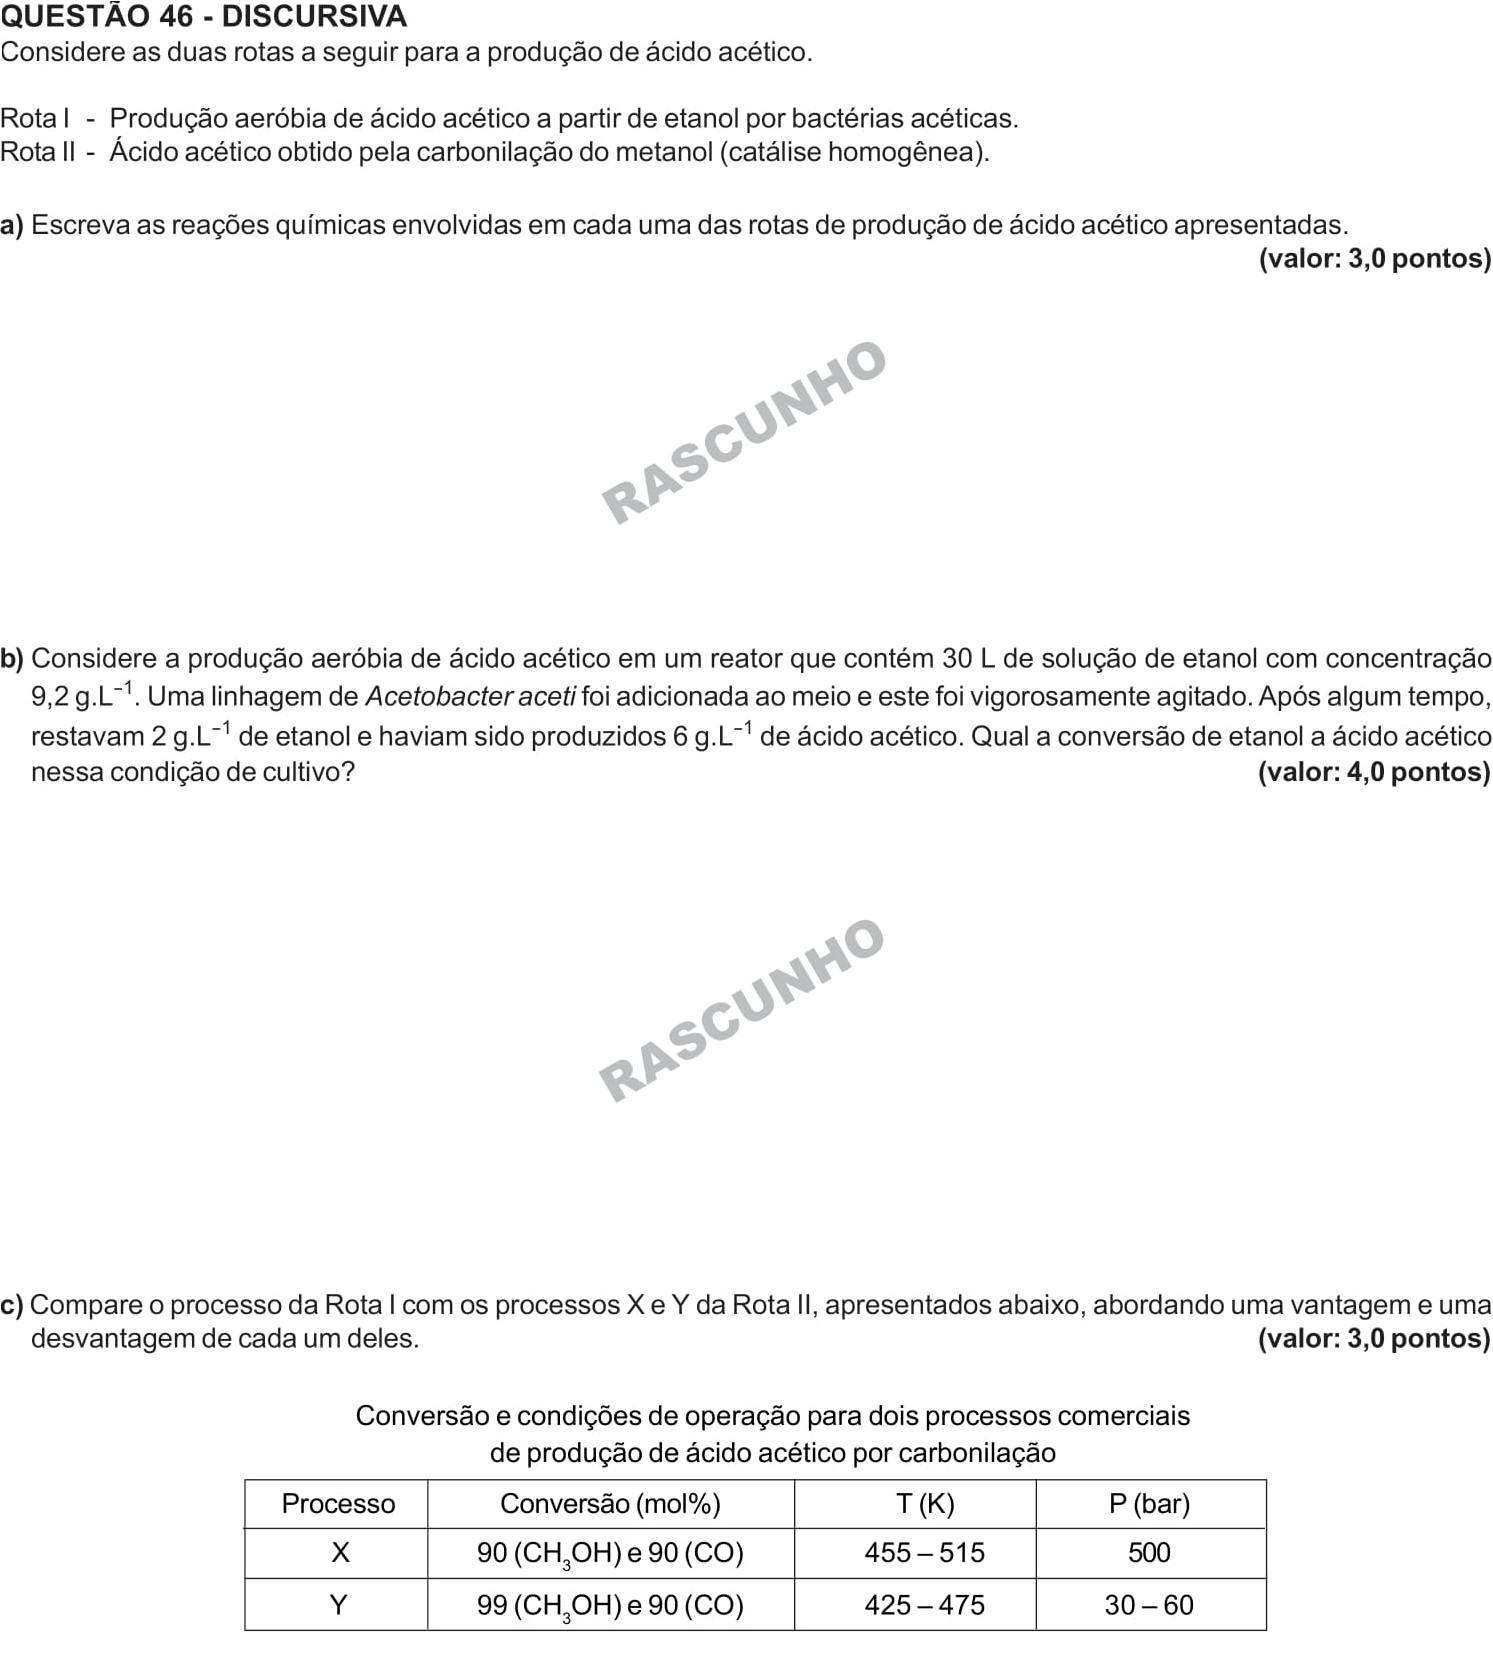 QUESTÃO 46 - DISCURSIVA
Considere as duas rotas a seguir para a produção de ácido acético.
Rota I - Produção aeróbia de ácido acético a partir de etanol por bactérias acéticas.
Rota II - Ácido acético obtido pela carbonilação do metanol (catálise homogênea).
a) Escreva as reações químicas envolvidas em cada uma das rotas de produção de ácido acético apresentadas.
(valor: 3,0 pontos)
RASCUNHO
b) Considere a produção aeróbia de ácido acético em um reator que contém 30 L de solução de etanol com concentração
9,2 g.L⁻¹. Uma linhagem de Acetobacter aceti foi adicionada ao meio e este foi vigorosamente agitado. Após algum tempo,
restavam 2 g.L⁻¹ de etanol e haviam sido produzidos 6 g.L⁻¹ de ácido acético. Qual a conversão de etanol a ácido acético
nessa condição de cultivo? (valor: 4,0 pontos)
RASCUNHO
c) Compare o processo da Rota I com os processos X e Y da Rota II, apresentados abaixo, abordando uma vantagem e uma
desvantagem de cada um deles. (valor: 3,0 pontos)
Conversão e condições de operação para dois processos comerciais
de produção de ácido acético por carbonilação
Processo Conversão (mol%) T (K) P (bar)
X 90 (CH₃OH) e 90 (CO) 455 – 515 500
Y 99 (CH₃OH) e 90 (CO) 425 – 475 30 – 60